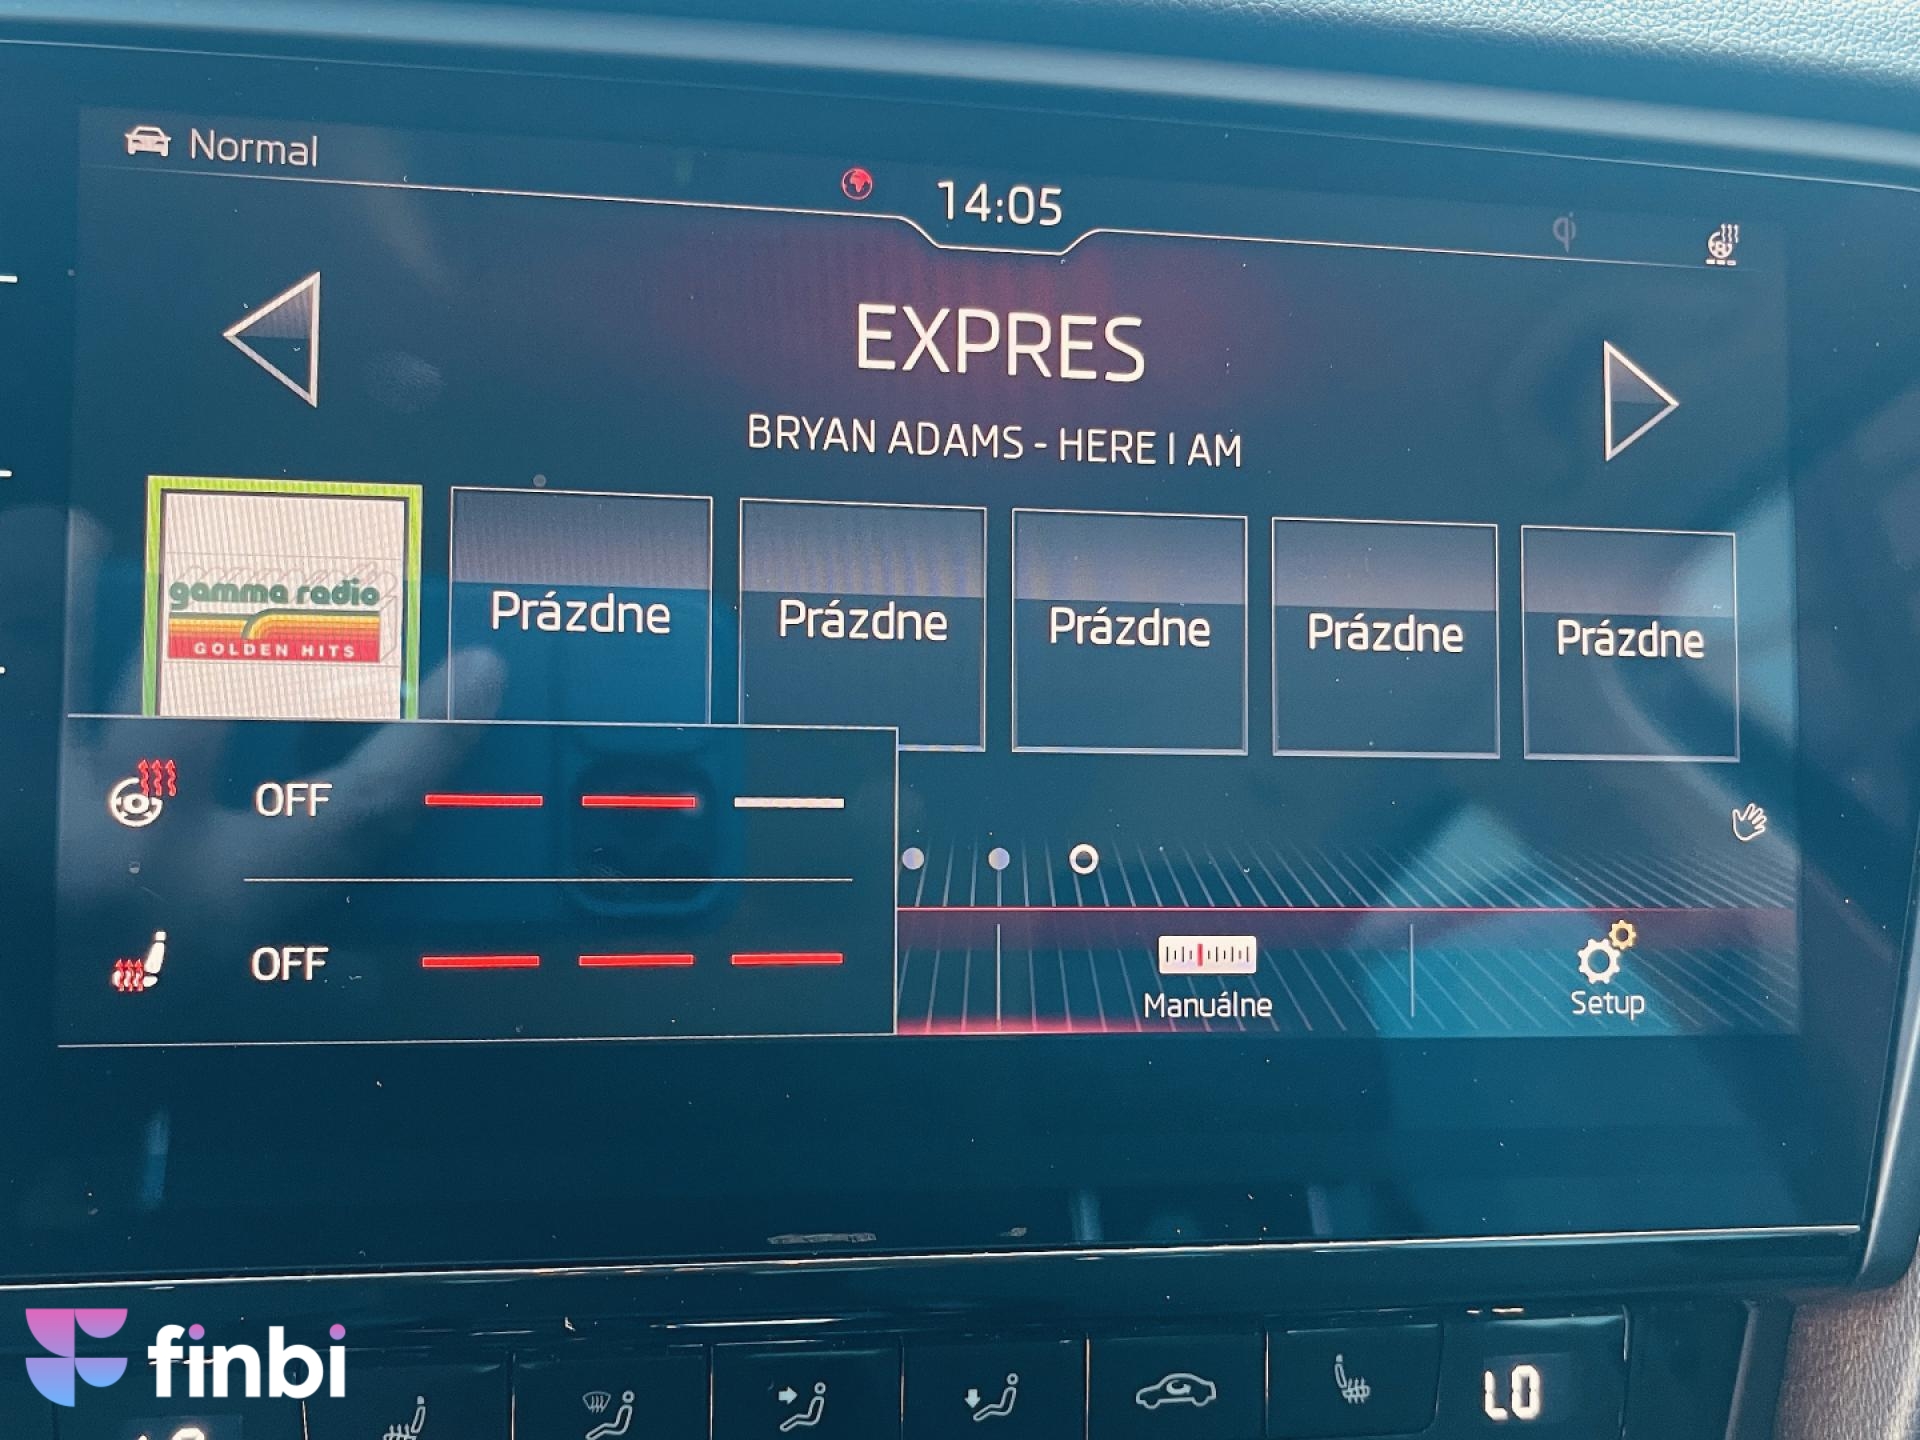 Normal
14:05
EXPRES
BRYAN ADAMS - HERE I AM
gamma radio
GOLDEN HITS
Prázdne
Prázdne
Prázdne
Prázdne
Prázdne
OFF
OFF
Manuálne
Setup
finbi
LO